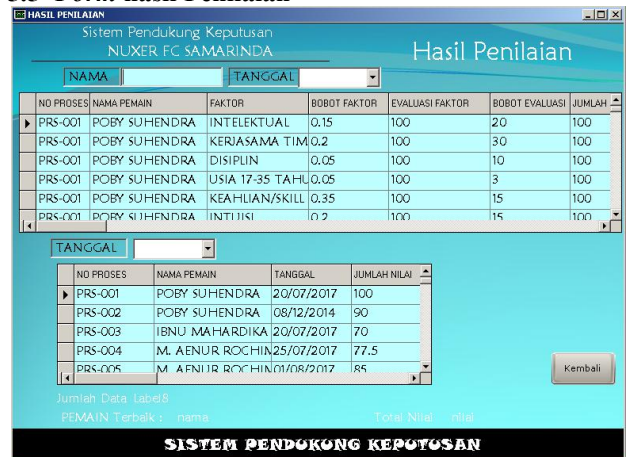 HASIL PENILAIAN
Sistem Pendukung Keputusan
NUXER FC SAMARINDA
Hasil Penilaian
NAMA TANGGAL
NO PROSES NAMA PEMAIN FAKTOR BOBOT FAKTOR EVALUASI FAKTOR BOBOT EVALUASI JUMLAH
PRS-001 POBY SUHENDRA INTELEKTUAL 0.15 100 20 100
PRS-001 POBY SUHENDRA KERJASAMA TIM 0.2 100 30 100
PRS-001 POBY SUHENDRA DISIPLIN 0.05 100 10 100
PRS-001 POBY SUHENDRA USIA 17-35 TAHU 0.05 100 3 100
PRS-001 POBY SUHENDRA KEAHLIAN/SKILL 0.35 100 15 100
PRS-001 POBY SUHENDRA INTUISI 0.2 100 15 100
TANGGAL
NO PROSES NAMA PEMAIN TANGGAL JUMLAH NILAI
PRS-001 POBY SUHENDRA 20/07/2017 100
PRS-002 POBY SUHENDRA 08/12/2014 90
PRS-003 IBNU MAHARDIKA 20/07/2017 70
PRS-004 M. AENUR ROCHIM 25/07/2017 77.5
PRS-005 M. AENUR ROCHIM 01/08/2017 85
Kembali
Jumlah Data Label8
PEMAIN Terbaik : nama Total Nilai nilai
SISTEM PENDUKUNG KEPUTUSAN